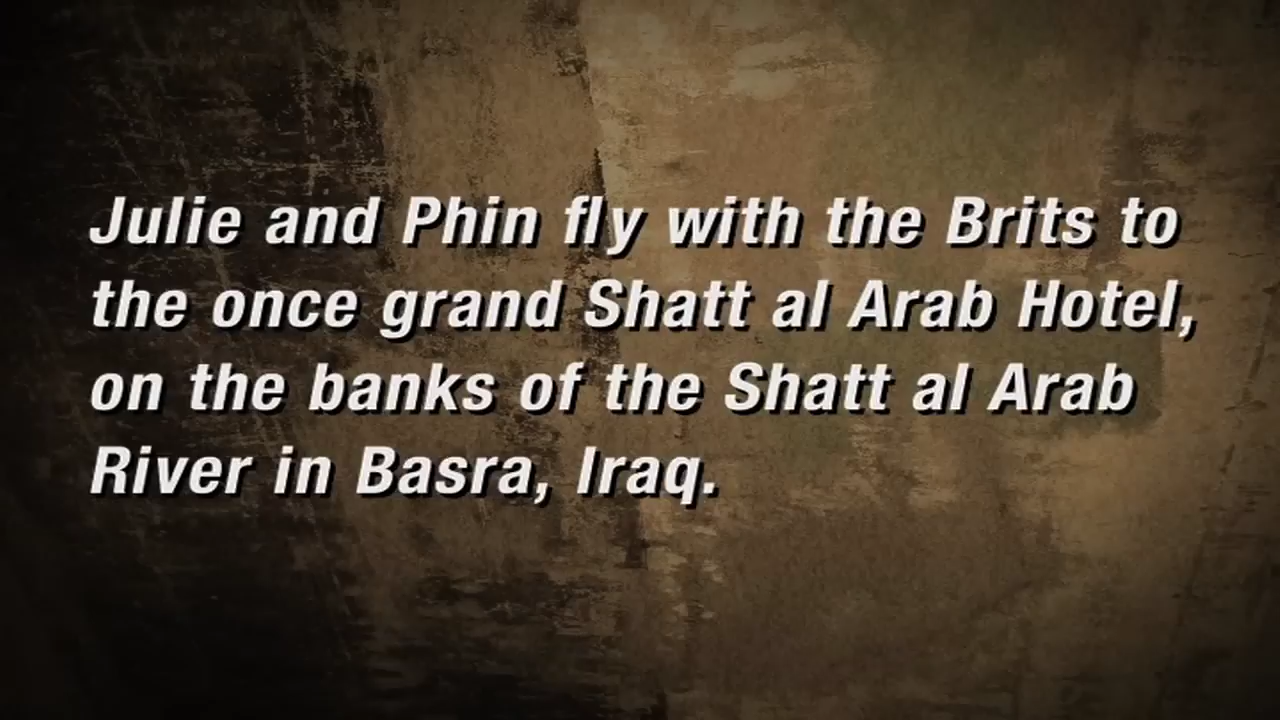 Julie and Phin fly with the Brits to
the once grand Shatt al Arab Hotel,
on the banks of the Shatt al Arab
River in Basra, Iraq.